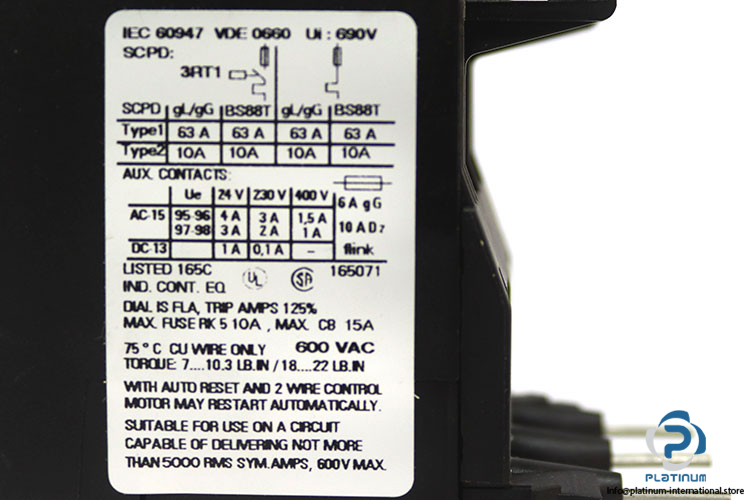 IEC 60947 VDE 0660 Ui : 690V
SCPD:
3RT1
SCPD gL/gG BS88T gL/gG BS88T
Type1 63 A 63 A 63 A 63 A
Type2 10A 10A 10A 10A
AUX. CONTACTS:
Ue 24 V 230 V 400 V
6 A gG
AC-15 95-96 4 A 3 A 1,5 A
97-98 3 A 2 A 1 A
10 A Dz
DC-13 1 A 0,1 A –
flink
LISTED 165C UL SA 165071
IND. CONT. EQ.
DIAL IS FLA, TRIP AMPS 125%
MAX. FUSE RK 5 10A , MAX. CB 15A
75 ° C CU WIRE ONLY 600 VAC
TORQUE: 7....10.3 LB.IN / 18....22 LB.IN
WITH AUTO RESET AND 2 WIRE CONTROL
MOTOR MAY RESTART AUTOMATICALLY.
SUITABLE FOR USE ON A CIRCUIT
CAPABLE OF DELIVERING NOT MORE
THAN 5000 RMS SYM. AMPS, 600V MAX.
PLATINUM
info@platinum-international.store